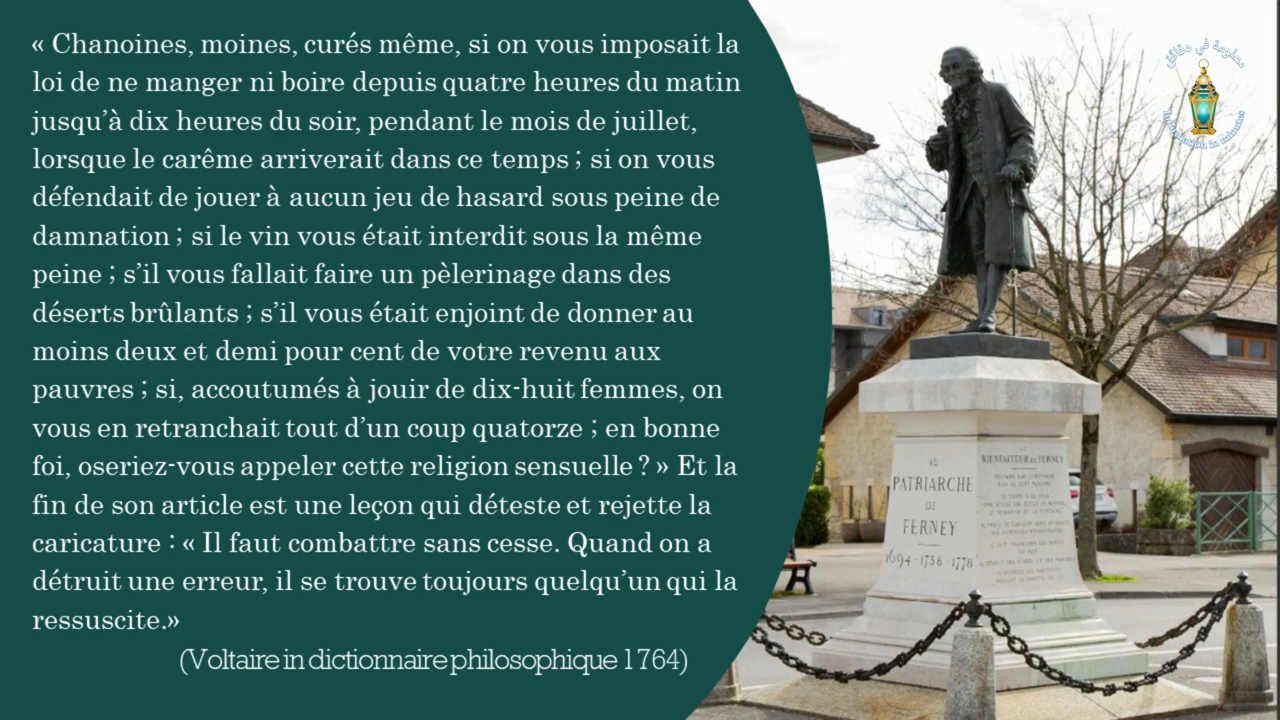 « Chanoines, moines, curés même, si on vous imposait la
loi de ne manger ni boire depuis quatre heures du matin
jusqu’à dix heures du soir, pendant le mois de juillet,
lorsque le carême arriverait dans ce temps ; si on vous
défendait de jouer à aucun jeu de hasard sous peine de
damnation ; si le vin vous était interdit sous la même
peine ; s’il vous fallait faire un pèlerinage dans des
déserts brûlants ; s’il vous était enjoint de donner au
moins deux et demi pour cent de votre revenu aux
pauvres ; si, accoutumés à jouir de dix-huit femmes, on
vous en retranchait tout d’un coup quatorze ; en bonne
foi, oseriez-vous appeler cette religion sensuelle ? » Et la
fin de son article est une leçon qui déteste et rejette la
caricature : « Il faut combattre sans cesse. Quand on a
détruit une erreur, il se trouve toujours quelqu’un qui la
ressuscite.»
(Voltaire in dictionnaire philosophique 1764)
معلومة في دقائق
Information in minutes
AU
PATRIARCHE
DE
FERNEY
1694-1758-1778
AU
BIENFAITEUR DE FERNEY